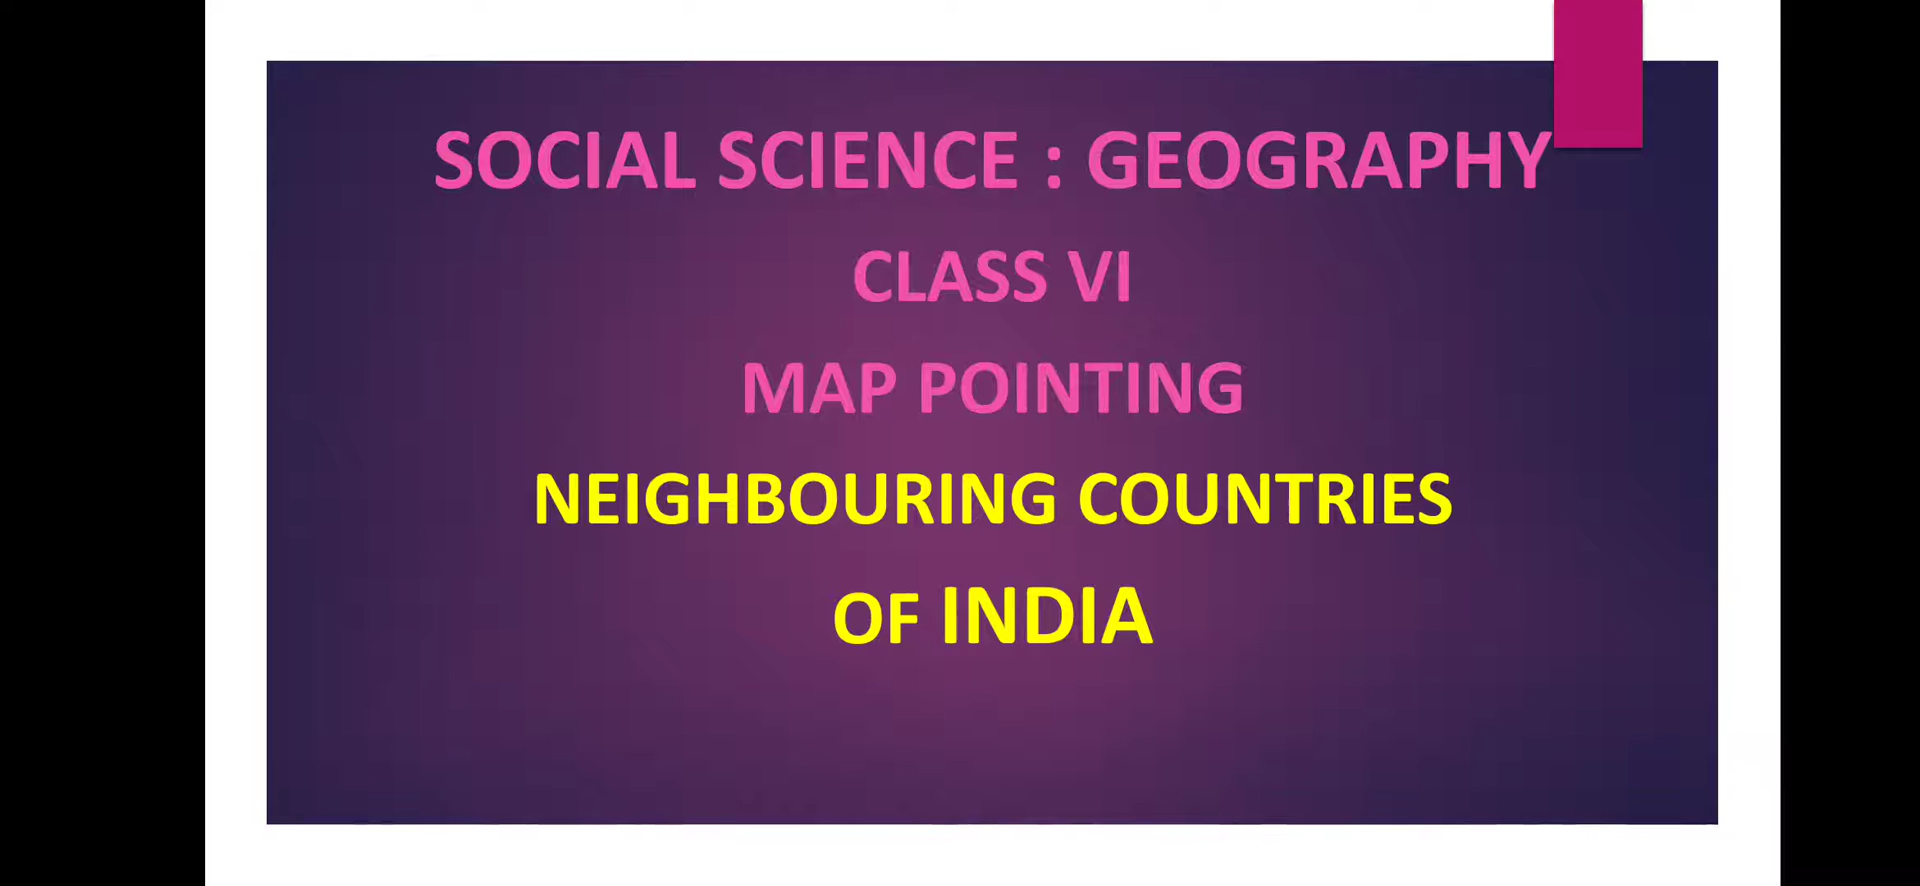 SOCIAL SCIENCE : GEOGRAPHY
CLASS VI
MAP POINTING
NEIGHBOURING COUNTRIES
OF INDIA